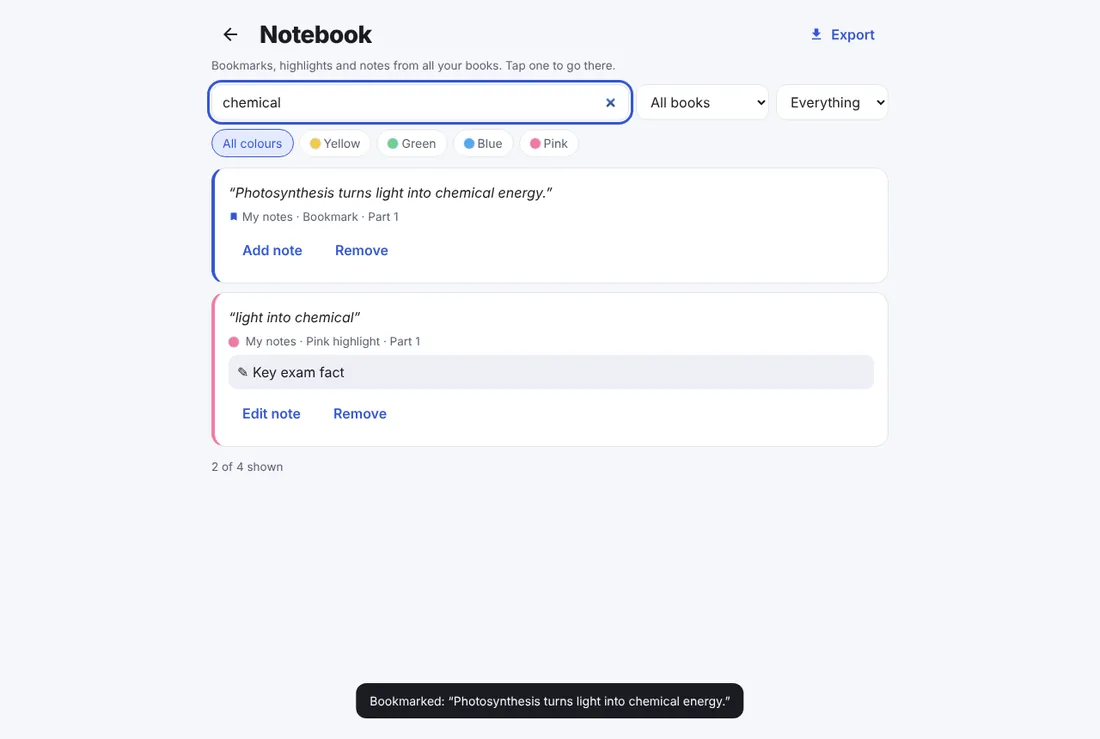 Notebook
Export
Bookmarks, highlights and notes from all your books. Tap one to go there.
chemical
All books
Everything
All colours
Yellow
Green
Blue
Pink
“Photosynthesis turns light into chemical energy.”
My notes · Bookmark · Part 1
Add note
Remove
“light into chemical”
My notes · Pink highlight · Part 1
✎ Key exam fact
Edit note
Remove
2 of 4 shown
Bookmarked: “Photosynthesis turns light into chemical energy.”